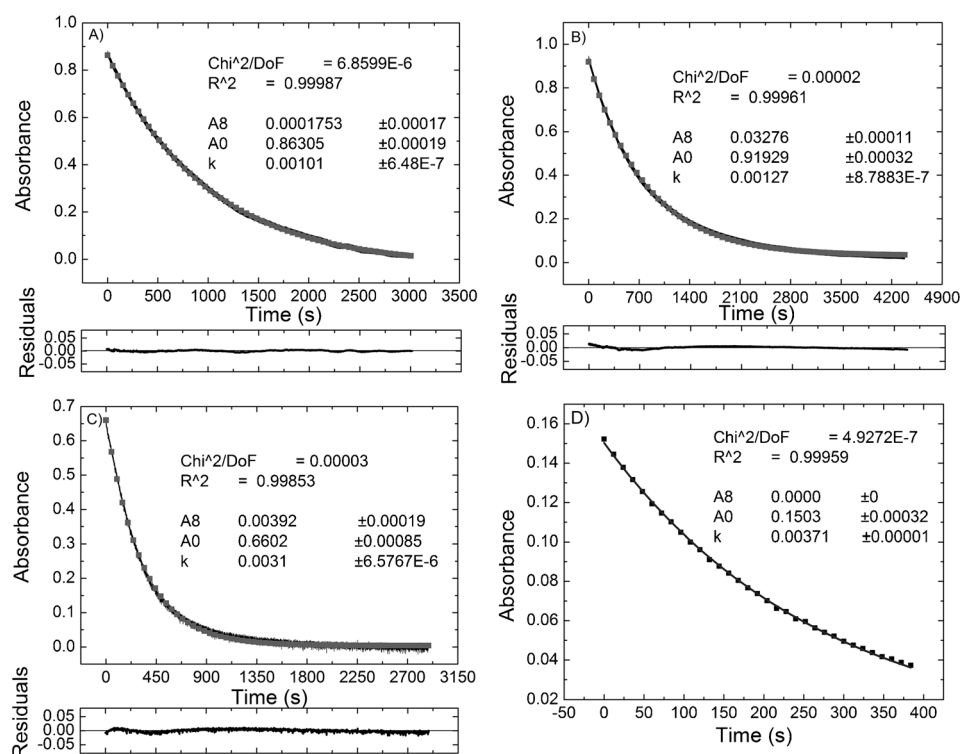 A)
Chi^2/DoF = 6.8599E-6
R^2 = 0.99987
A8 0.0001753 ±0.00017
A0 0.86305 ±0.00019
k 0.00101 ±6.48E-7
Absorbance
1.0
0.8
0.6
0.4
0.2
0.0
0 500 1000 1500 2000 2500 3000 3500
Time (s)
Residuals
0.05
0.00
-0.05
B)
Chi^2/DoF = 0.00002
R^2 = 0.99961
A8 0.03276 ±0.00011
A0 0.91929 ±0.00032
k 0.00127 ±8.7883E-7
Absorbance
1.0
0.8
0.6
0.4
0.2
0.0
0 700 1400 2100 2800 3500 4200 4900
Time (s)
Residuals
0.05
0.00
-0.05
C)
Chi^2/DoF = 0.00003
R^2 = 0.99853
A8 0.00392 ±0.00019
A0 0.6602 ±0.00085
k 0.0031 ±6.5767E-6
Absorbance
0.7
0.6
0.5
0.4
0.3
0.2
0.1
0.0
0 450 900 1350 1800 2250 2700 3150
Time (s)
Residuals
0.05
0.00
-0.05
D)
Chi^2/DoF = 4.9272E-7
R^2 = 0.99959
A8 0.0000 ±0
A0 0.1503 ±0.00032
k 0.00371 ±0.00001
Absorbance
0.16
0.14
0.12
0.10
0.08
0.06
0.04
0.02
-50 0 50 100 150 200 250 300 350 400
Time (s)